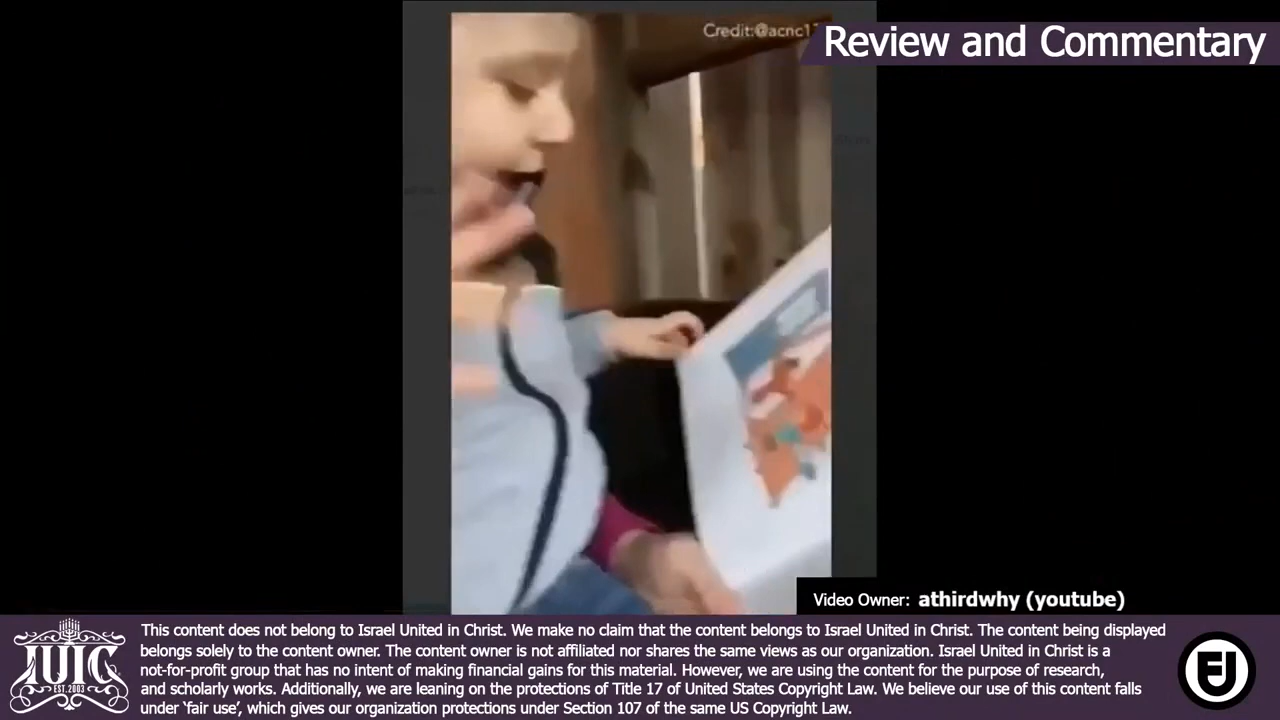 Credit:@acnc1
Review and Commentary
Video Owner: athirdwhy (youtube)
This content does not belong to Israel United in Christ. We make no claim that the content belongs to Israel United in Christ. The content being displayed
belongs solely to the content owner. The content owner is not affiliated nor shares the same views as our organization. Israel United in Christ is a
not-for-profit group that has no intent of making financial gains for this material. However, we are using the content for the purpose of research,
and scholarly works. Additionally, we are leaning on the protections of Title 17 of United States Copyright Law. We believe our use of this content falls
under ‘fair use’, which gives our organization protections under Section 107 of the same US Copyright Law.
IUIC
EST. 2003